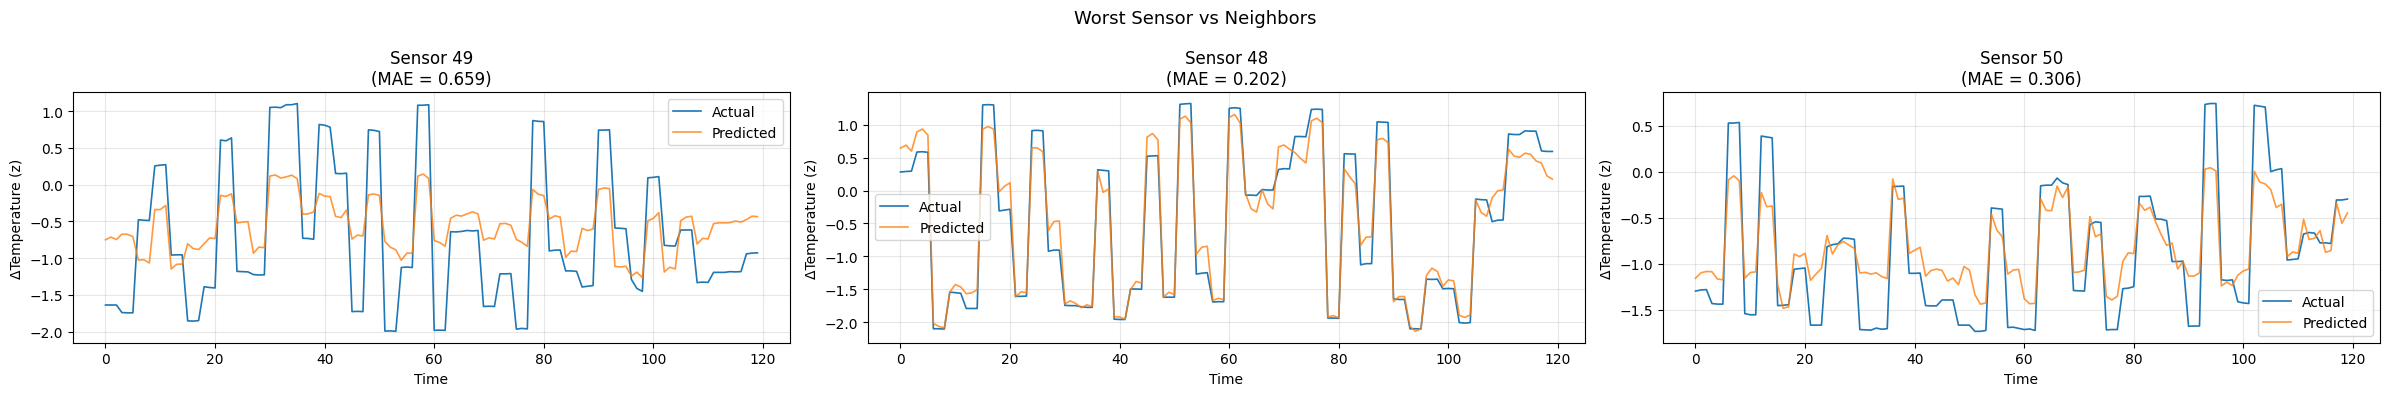 Worst Sensor vs Neighbors
Sensor 49
(MAE = 0.659)
ΔTemperature (z)
1.0
0.5
0.0
−0.5
−1.0
−1.5
−2.0
Actual
Predicted
0 20 40 60 80 100 120
Time
Sensor 48
(MAE = 0.202)
ΔTemperature (z)
1.0
0.5
0.0
−0.5
−1.0
−1.5
−2.0
Actual
Predicted
0 20 40 60 80 100 120
Time
Sensor 50
(MAE = 0.306)
ΔTemperature (z)
0.5
0.0
−0.5
−1.0
−1.5
Actual
Predicted
0 20 40 60 80 100 120
Time